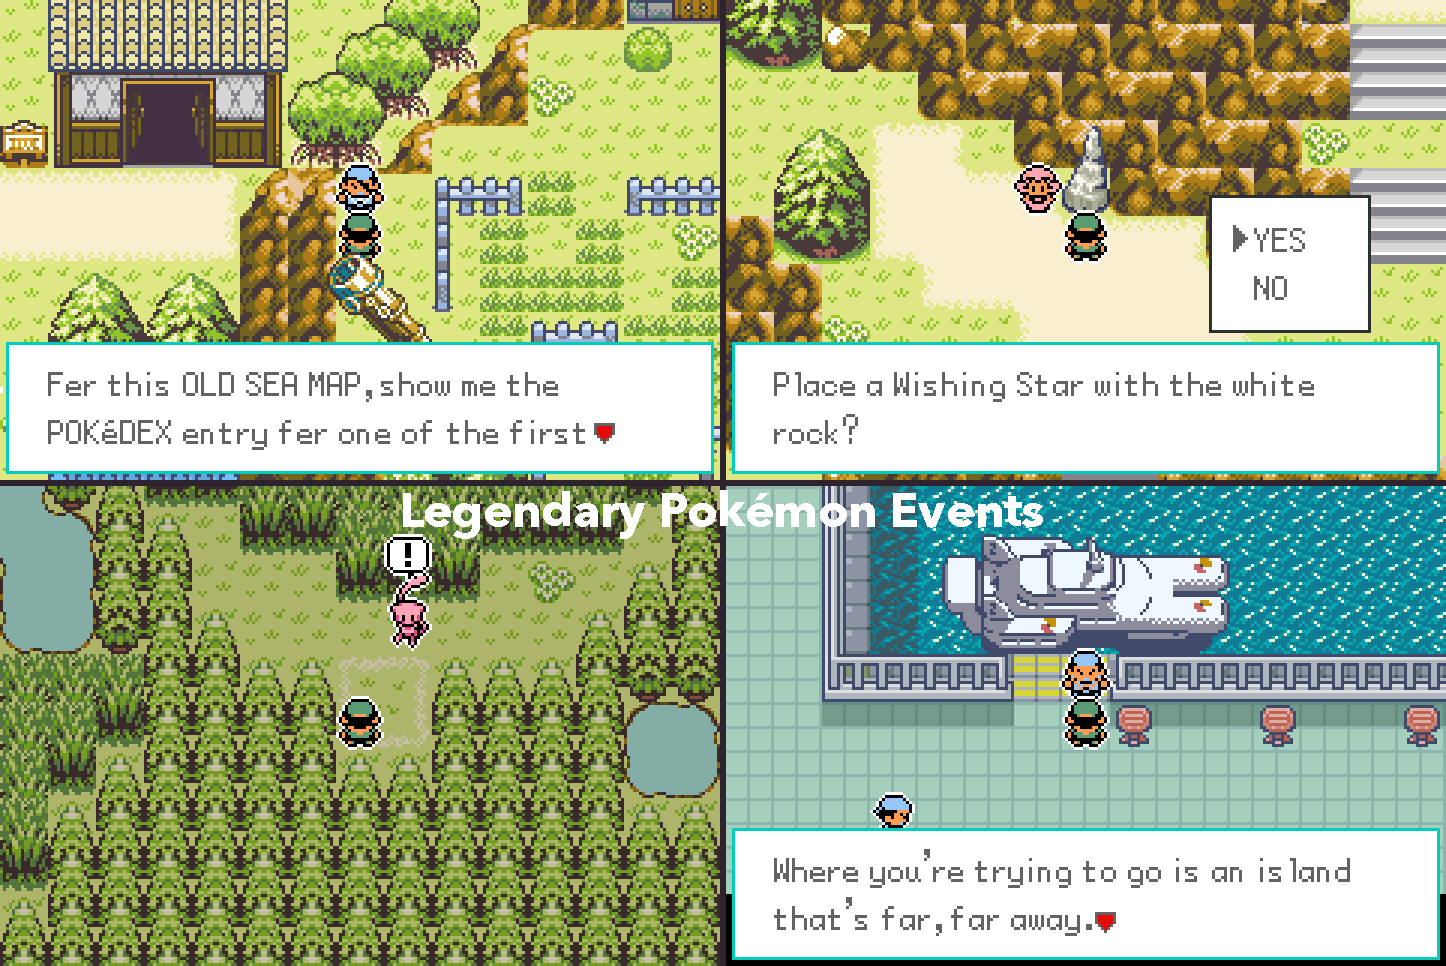 Fer this OLD SEA MAP,show me the
POKéDEX entry fer one of the first
Place a Wishing Star with the white
rock?
▶YES
NO
Legendary Pokémon Events
!
Where you're trying to go is an island
that's far,far away.